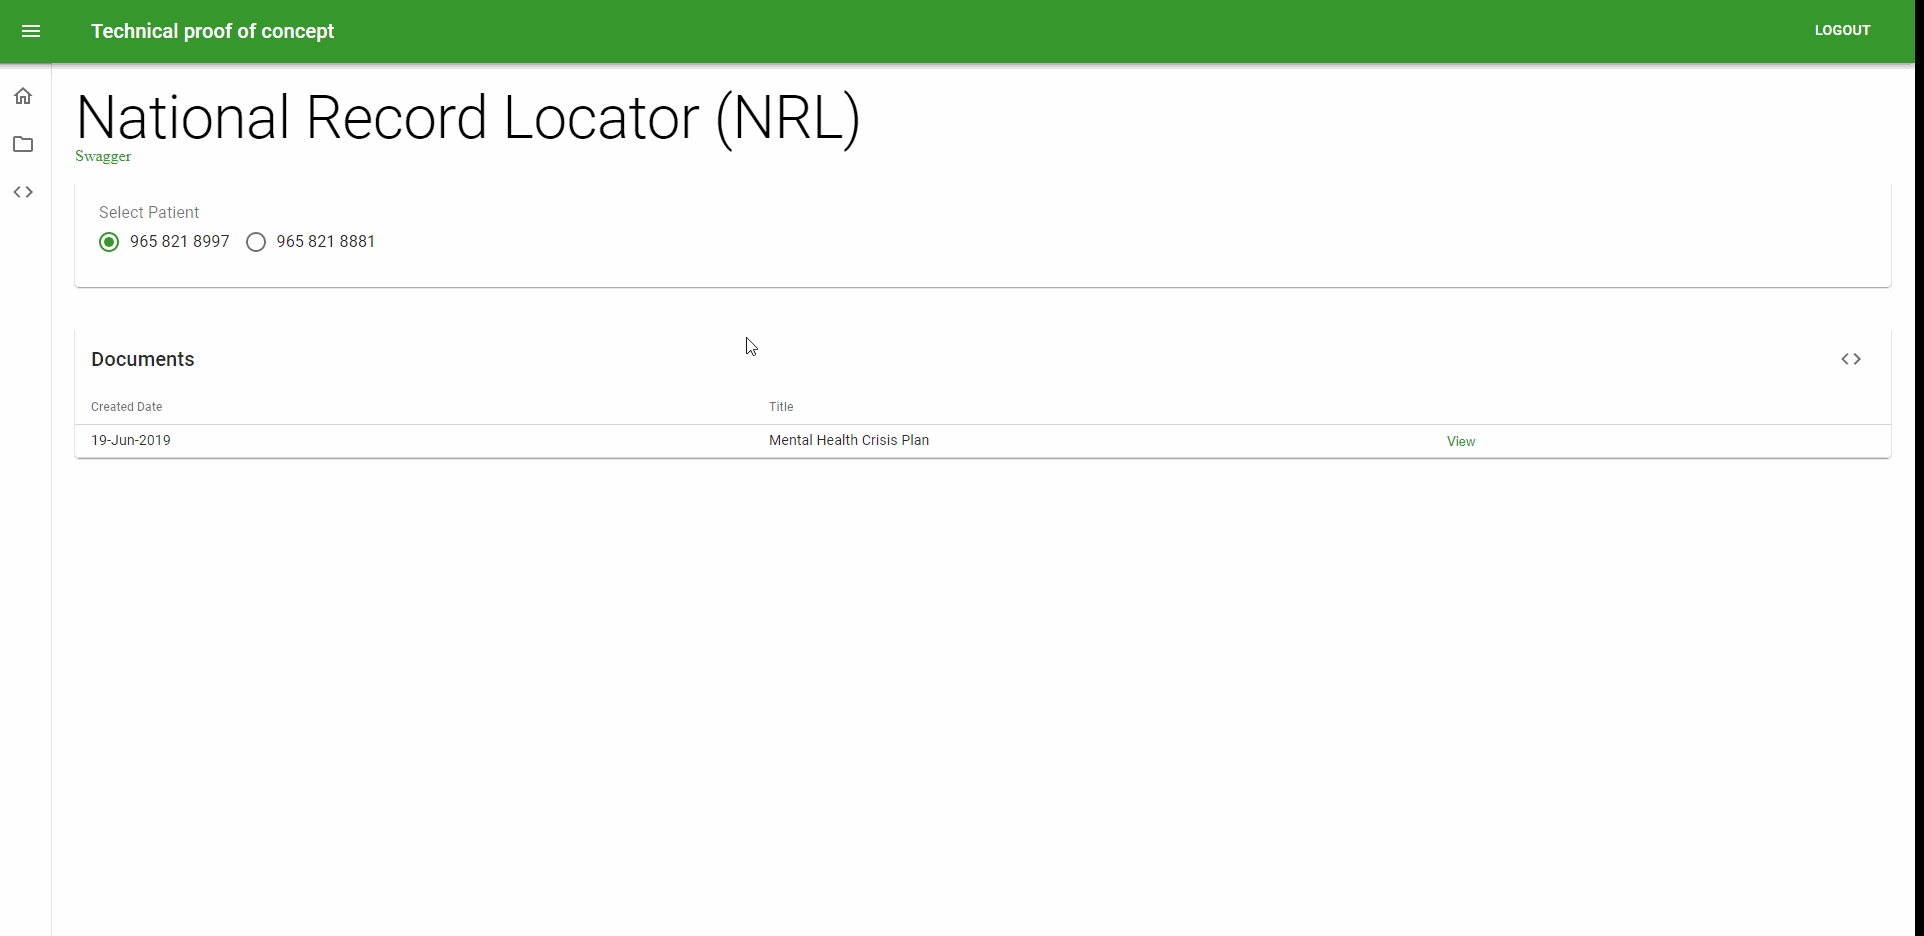 Technical proof of concept LOGOUT
National Record Locator (NRL)
Swagger
Select Patient
965 821 8997 965 821 8881
Documents
Created Date Title
19-Jun-2019 Mental Health Crisis Plan View